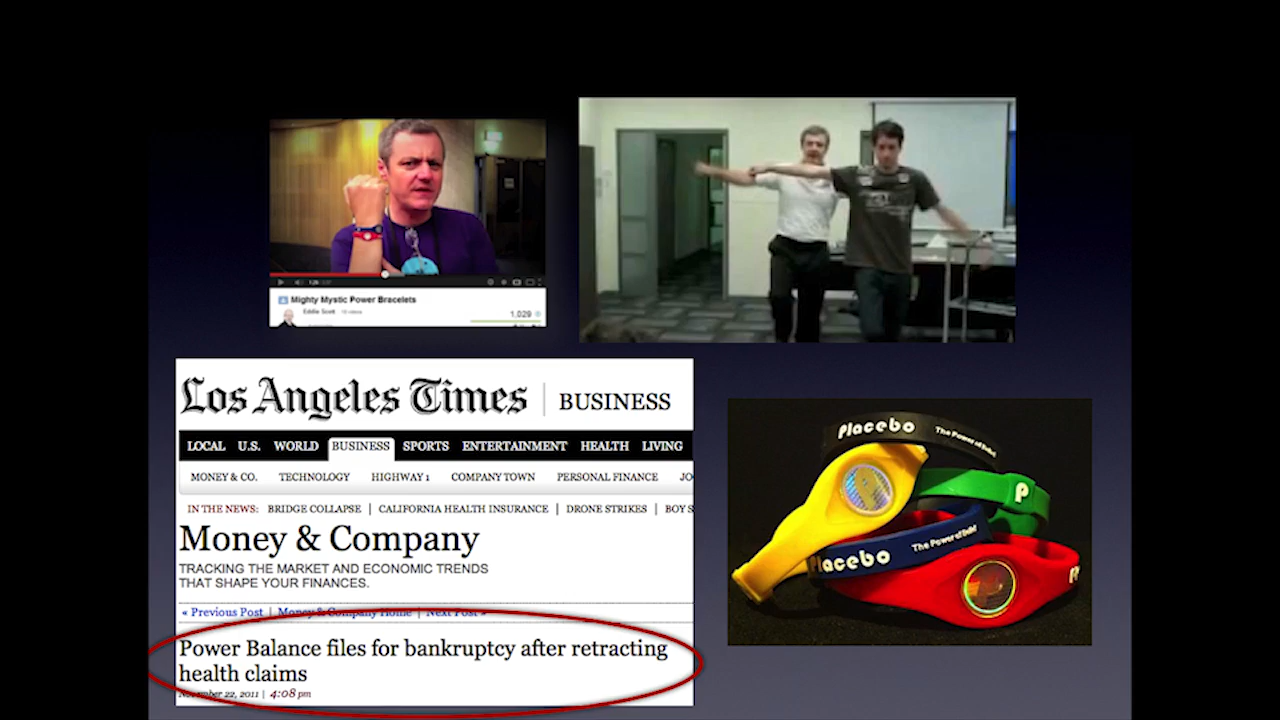 Mighty Mystic Power Bracelets
Eddie Scott
1,029
Los Angeles Times | BUSINESS
LOCAL U.S. WORLD BUSINESS SPORTS ENTERTAINMENT HEALTH LIVING
MONEY & CO. TECHNOLOGY HIGHWAY 1 COMPANY TOWN PERSONAL FINANCE JO
IN THE NEWS: BRIDGE COLLAPSE | CALIFORNIA HEALTH INSURANCE | DRONE STRIKES | BOY S
Money & Company
TRACKING THE MARKET AND ECONOMIC TRENDS
THAT SHAPE YOUR FINANCES.
« Previous Post | Money & Company Home | Next Post »
Power Balance files for bankruptcy after retracting
health claims
November 22, 2011 | 4:08 pm
Placebo The Power of Belief
P
Placebo The Power of Belief
P